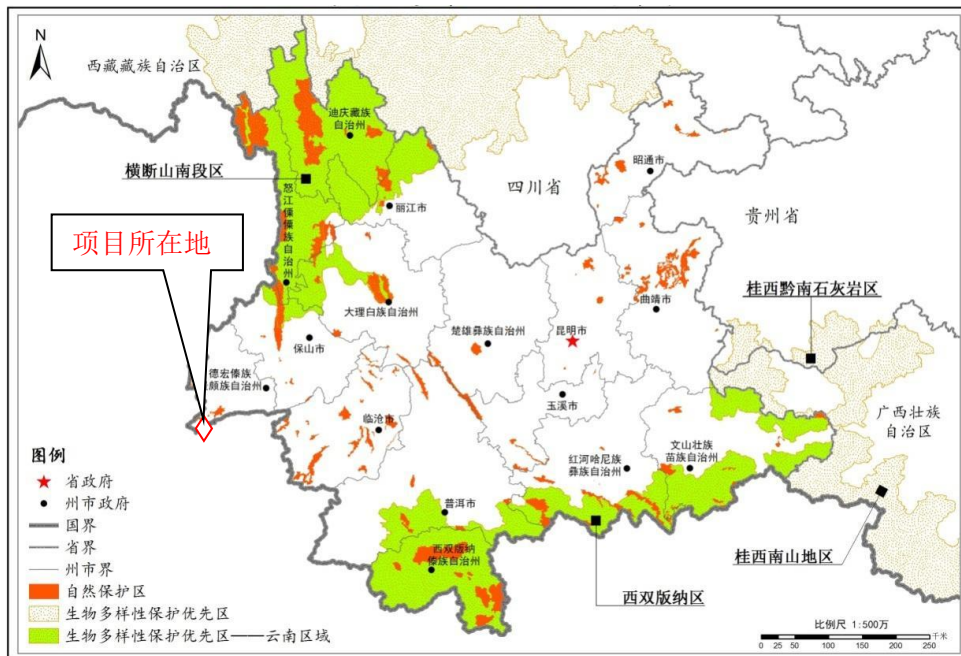 N
西藏藏族自治区
迪庆藏族
自治州
昭通市
横断山南段区
四川省
怒江傈僳族自治州
丽江市
贵州省
项目所在地
桂西黔南石灰岩区
曲靖市
大理白族自治州
楚雄彝族自治州
昆明市
保山市
德宏傣族
景颇族自治州
玉溪市
临沧市
广西壮族
自治区
文山壮族
苗族自治州
红河哈尼族
彝族自治州
普洱市
西双版纳
傣族自治州
桂西南山地区
西双版纳区
图例
省政府
州市政府
国界
省界
州市界
自然保护区
生物多样性保护优先区
生物多样性保护优先区——云南区域
比例尺 1:500万
0 25 50 100 150 200 250 千米